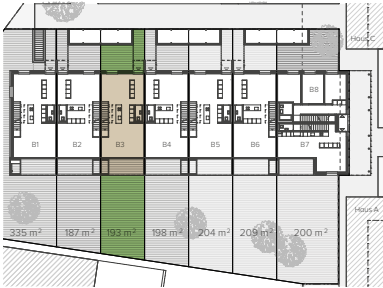 Haus C
B8
B1 B2 B3 B4 B5 B6 B7
Haus A
335 m² 187 m² 193 m² 198 m² 204 m² 209 m² 200 m²